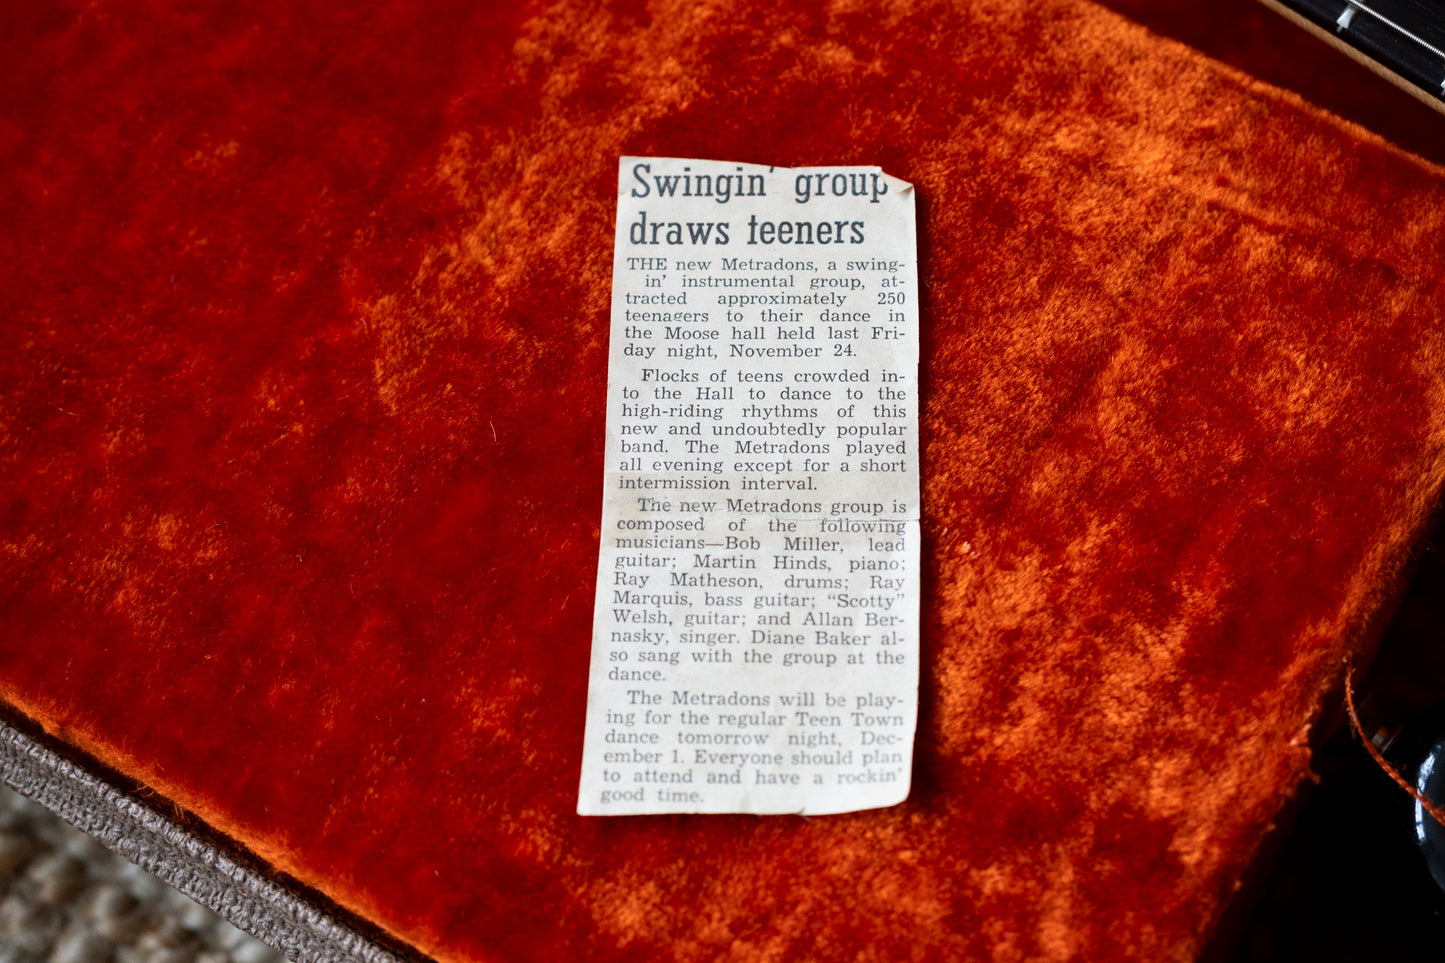 Swingin' group
draws teeners
THE new Metradons, a swing-
in' instrumental group, at-
tracted approximately 250
teenagers to their dance in
the Moose hall held last Fri-
day night, November 24.
Flocks of teens crowded in-
to the Hall to dance to the
high-riding rhythms of this
new and undoubtedly popular
band. The Metradons played
all evening except for a short
intermission interval.
The new Metradons group is
composed of the following
musicians—Bob Miller, lead
guitar; Martin Hinds, piano;
Ray Matheson, drums; Ray
Marquis, bass guitar; "Scotty"
Welsh, guitar; and Allan Ber-
nasky, singer. Diane Baker al-
so sang with the group at the
dance.
The Metradons will be play-
ing for the regular Teen Town
dance tomorrow night, Dec-
ember 1. Everyone should plan
to attend and have a rockin'
good time.